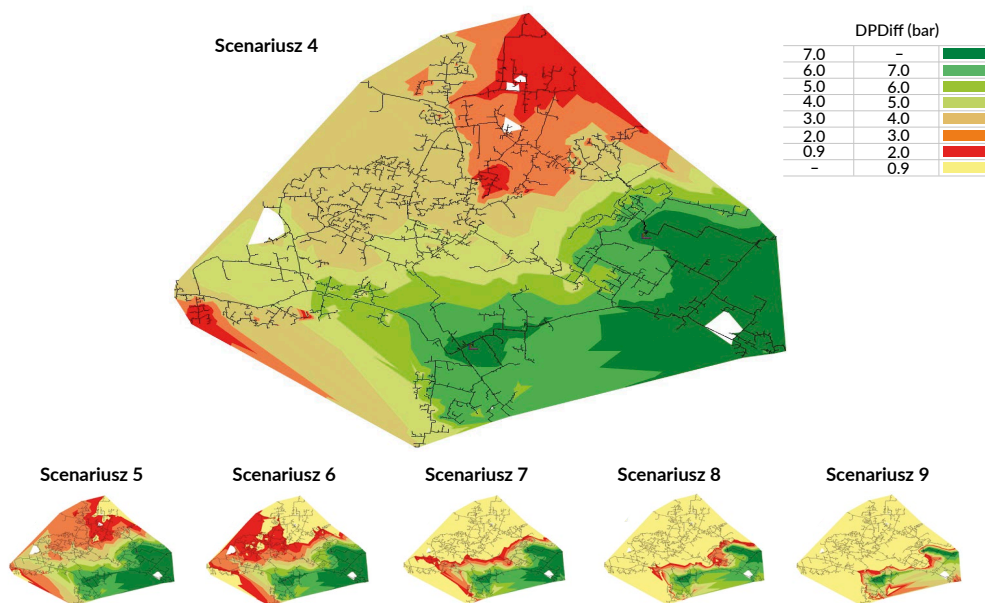 Scenariusz 4
DPDiff (bar)
7.0 –
6.0 7.0
5.0 6.0
4.0 5.0
3.0 4.0
2.0 3.0
0.9 2.0
– 0.9
Scenariusz 5 Scenariusz 6 Scenariusz 7 Scenariusz 8 Scenariusz 9